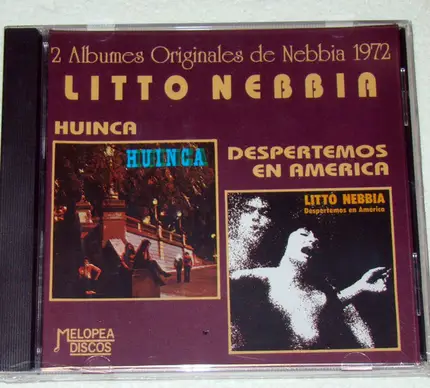 2 Albumes Originales de Nebbia 1972
LITTO NEBBIA
HUINCA
HUINCA
DESPERTEMOS
EN AMERICA
LITTO NEBBIA
Despertemos en América
MELOPEA
DISCOS